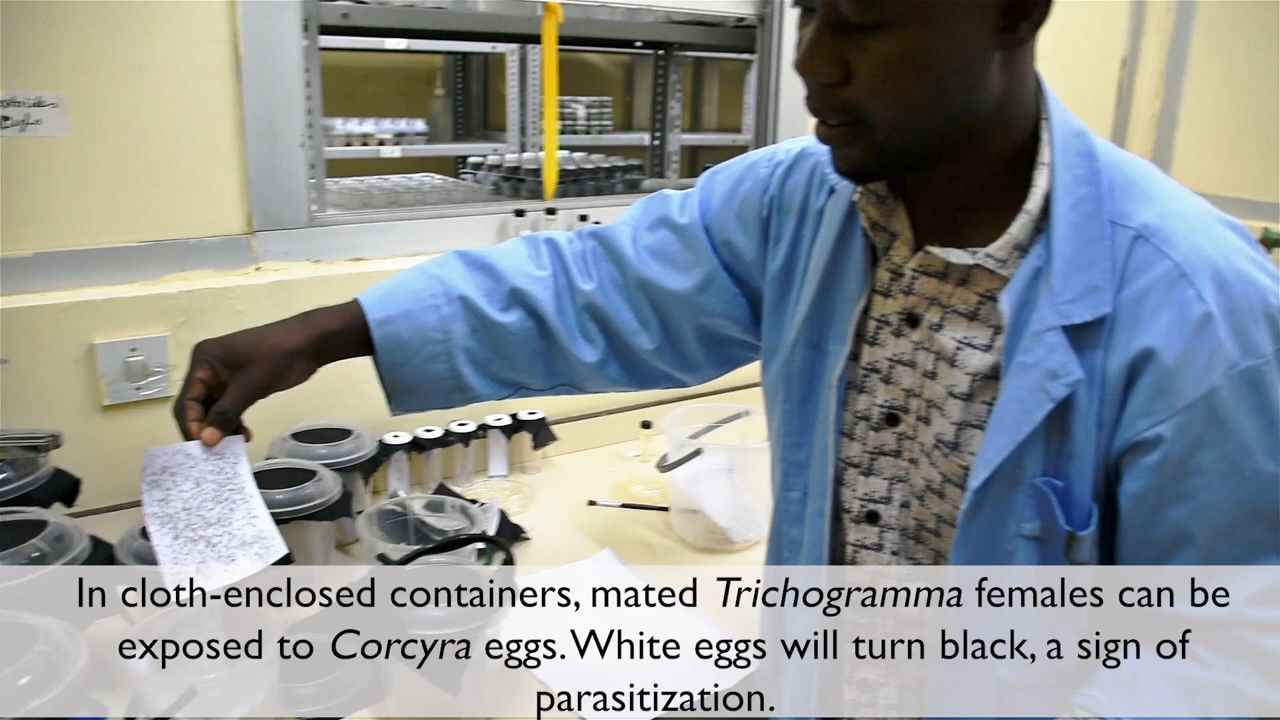 In cloth-enclosed containers, mated Trichogramma females can be
exposed to Corcyra eggs. White eggs will turn black, a sign of
parasitization.